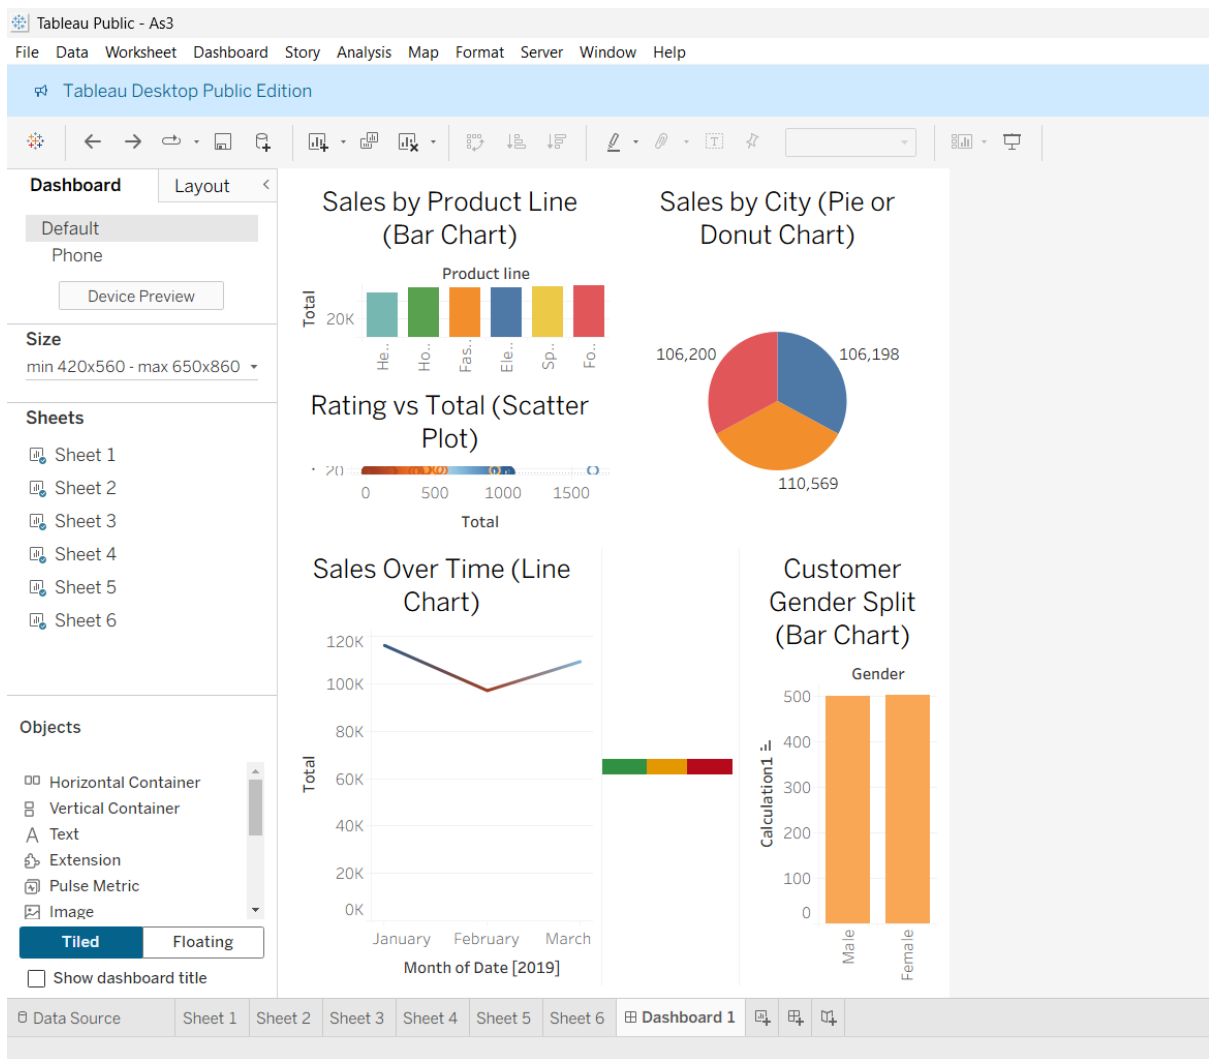 Tableau Public - As3
File Data Worksheet Dashboard Story Analysis Map Format Server Window Help
Tableau Desktop Public Edition
Dashboard
Layout
Default
Phone
Device Preview
Size
min 420x560 - max 650x860
Sheets
Sheet 1
Sheet 2
Sheet 3
Sheet 4
Sheet 5
Sheet 6
Objects
Horizontal Container
Vertical Container
Text
Extension
Pulse Metric
Image
Tiled
Floating
Show dashboard title
Sales by Product Line
(Bar Chart)
Product line
Total
20K
He..
Ho..
Fas..
Ele..
Sp..
Fo..
Sales by City (Pie or
Donut Chart)
106,200
106,198
110,569
Rating vs Total (Scatter
Plot)
20
0 500 1000 1500
Total
Sales Over Time (Line
Chart)
120K
100K
80K
60K
40K
20K
0K
Total
January February March
Month of Date [2019]
Customer
Gender Split
(Bar Chart)
Gender
500
400
300
200
100
0
Calculation1
Male
Female
Data Source
Sheet 1
Sheet 2
Sheet 3
Sheet 4
Sheet 5
Sheet 6
Dashboard 1